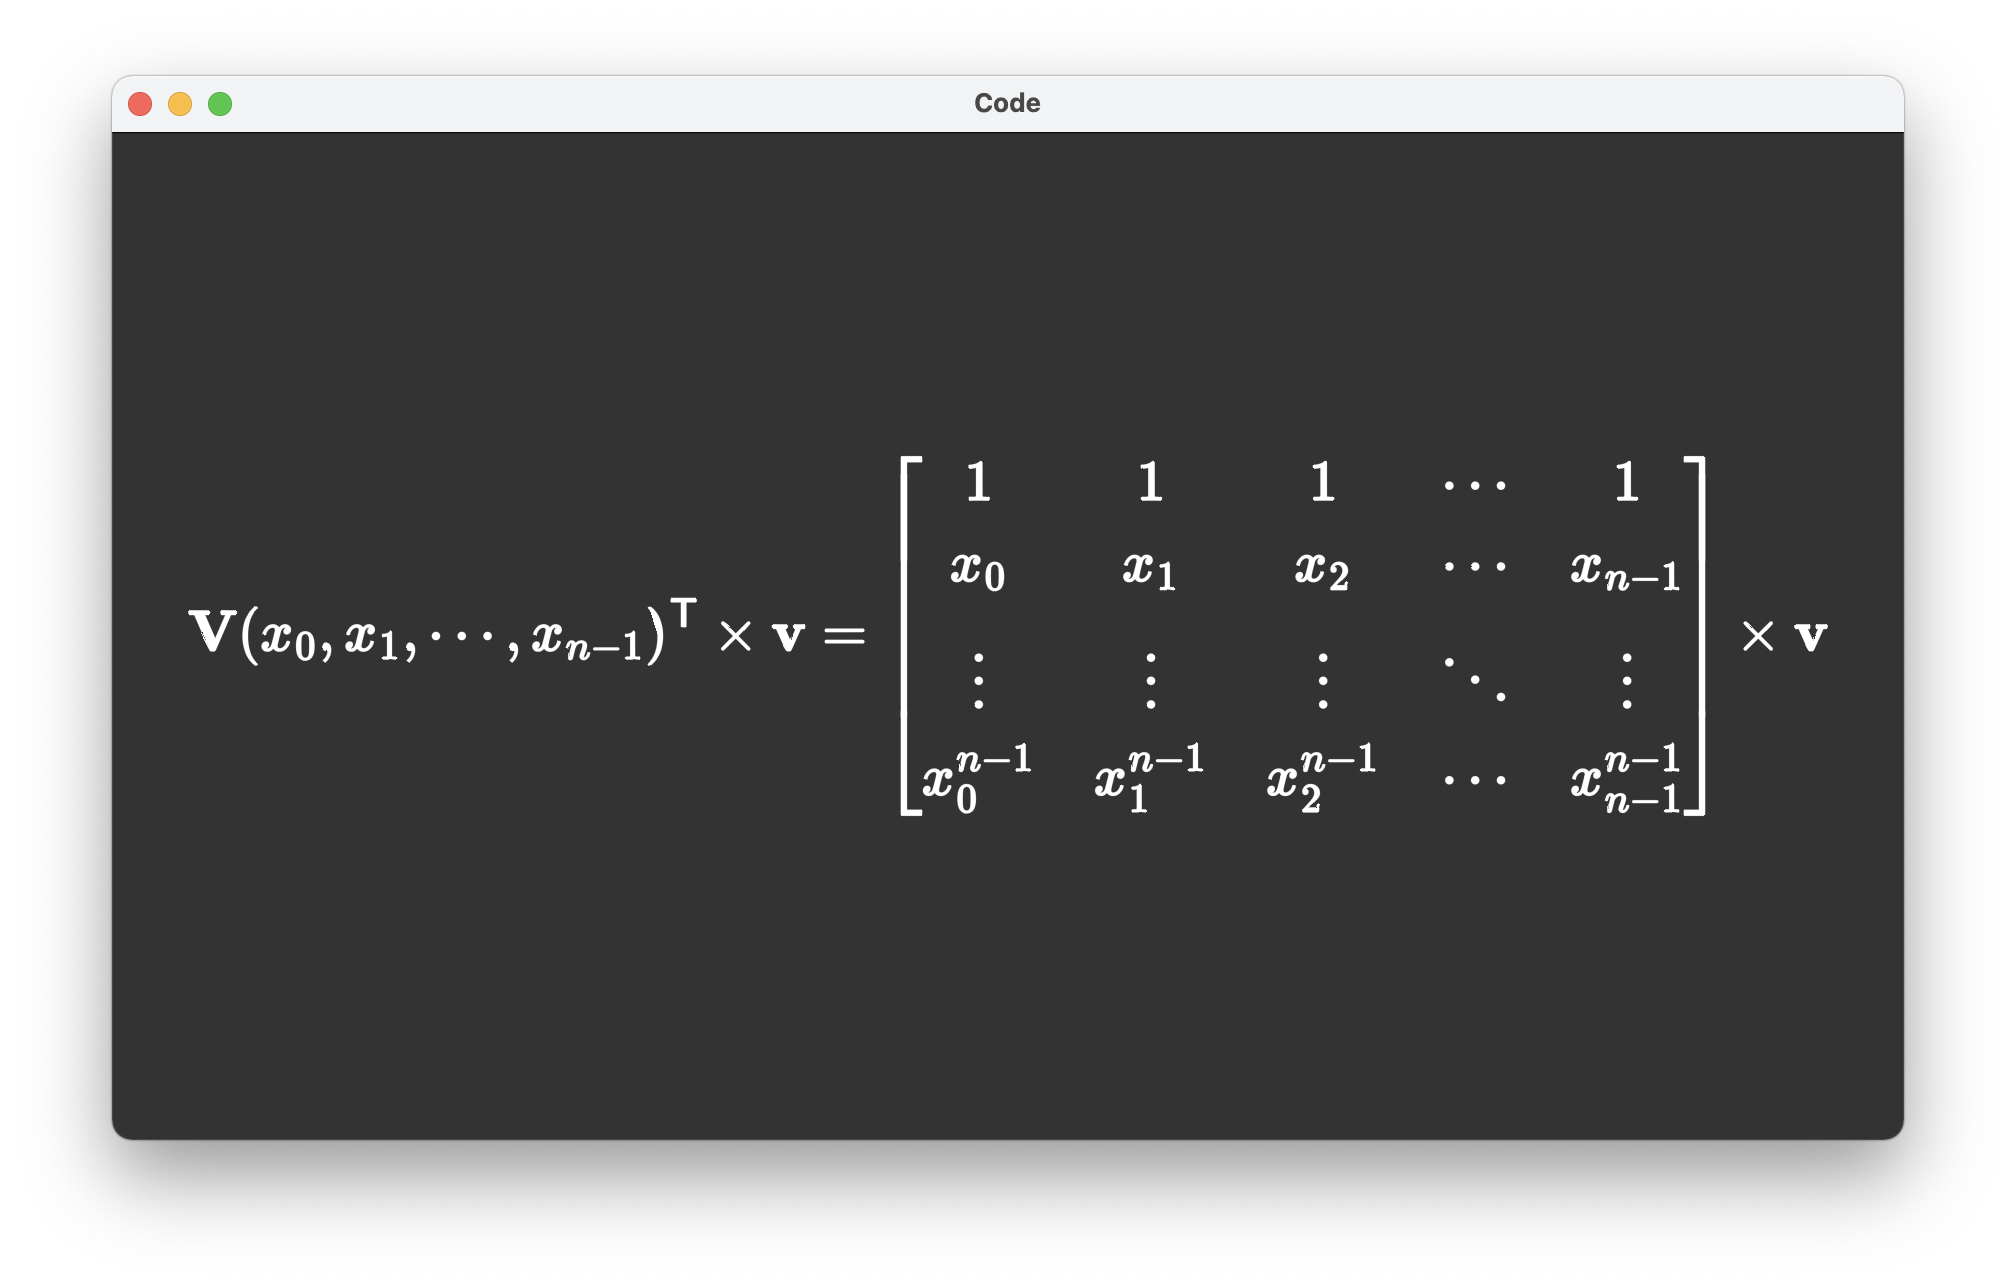 Code
$\mathbf{V}(x_0, x_1, \cdots, x_{n-1})^{\mathsf{T}} \times \mathbf{v} = \begin{bmatrix} 1 & 1 & 1 & \cdots & 1 \\ x_0 & x_1 & x_2 & \cdots & x_{n-1} \\ \vdots & \vdots & \vdots & \ddots & \vdots \\ x_0^{n-1} & x_1^{n-1} & x_2^{n-1} & \cdots & x_{n-1}^{n-1} \end{bmatrix} \times \mathbf{v}$